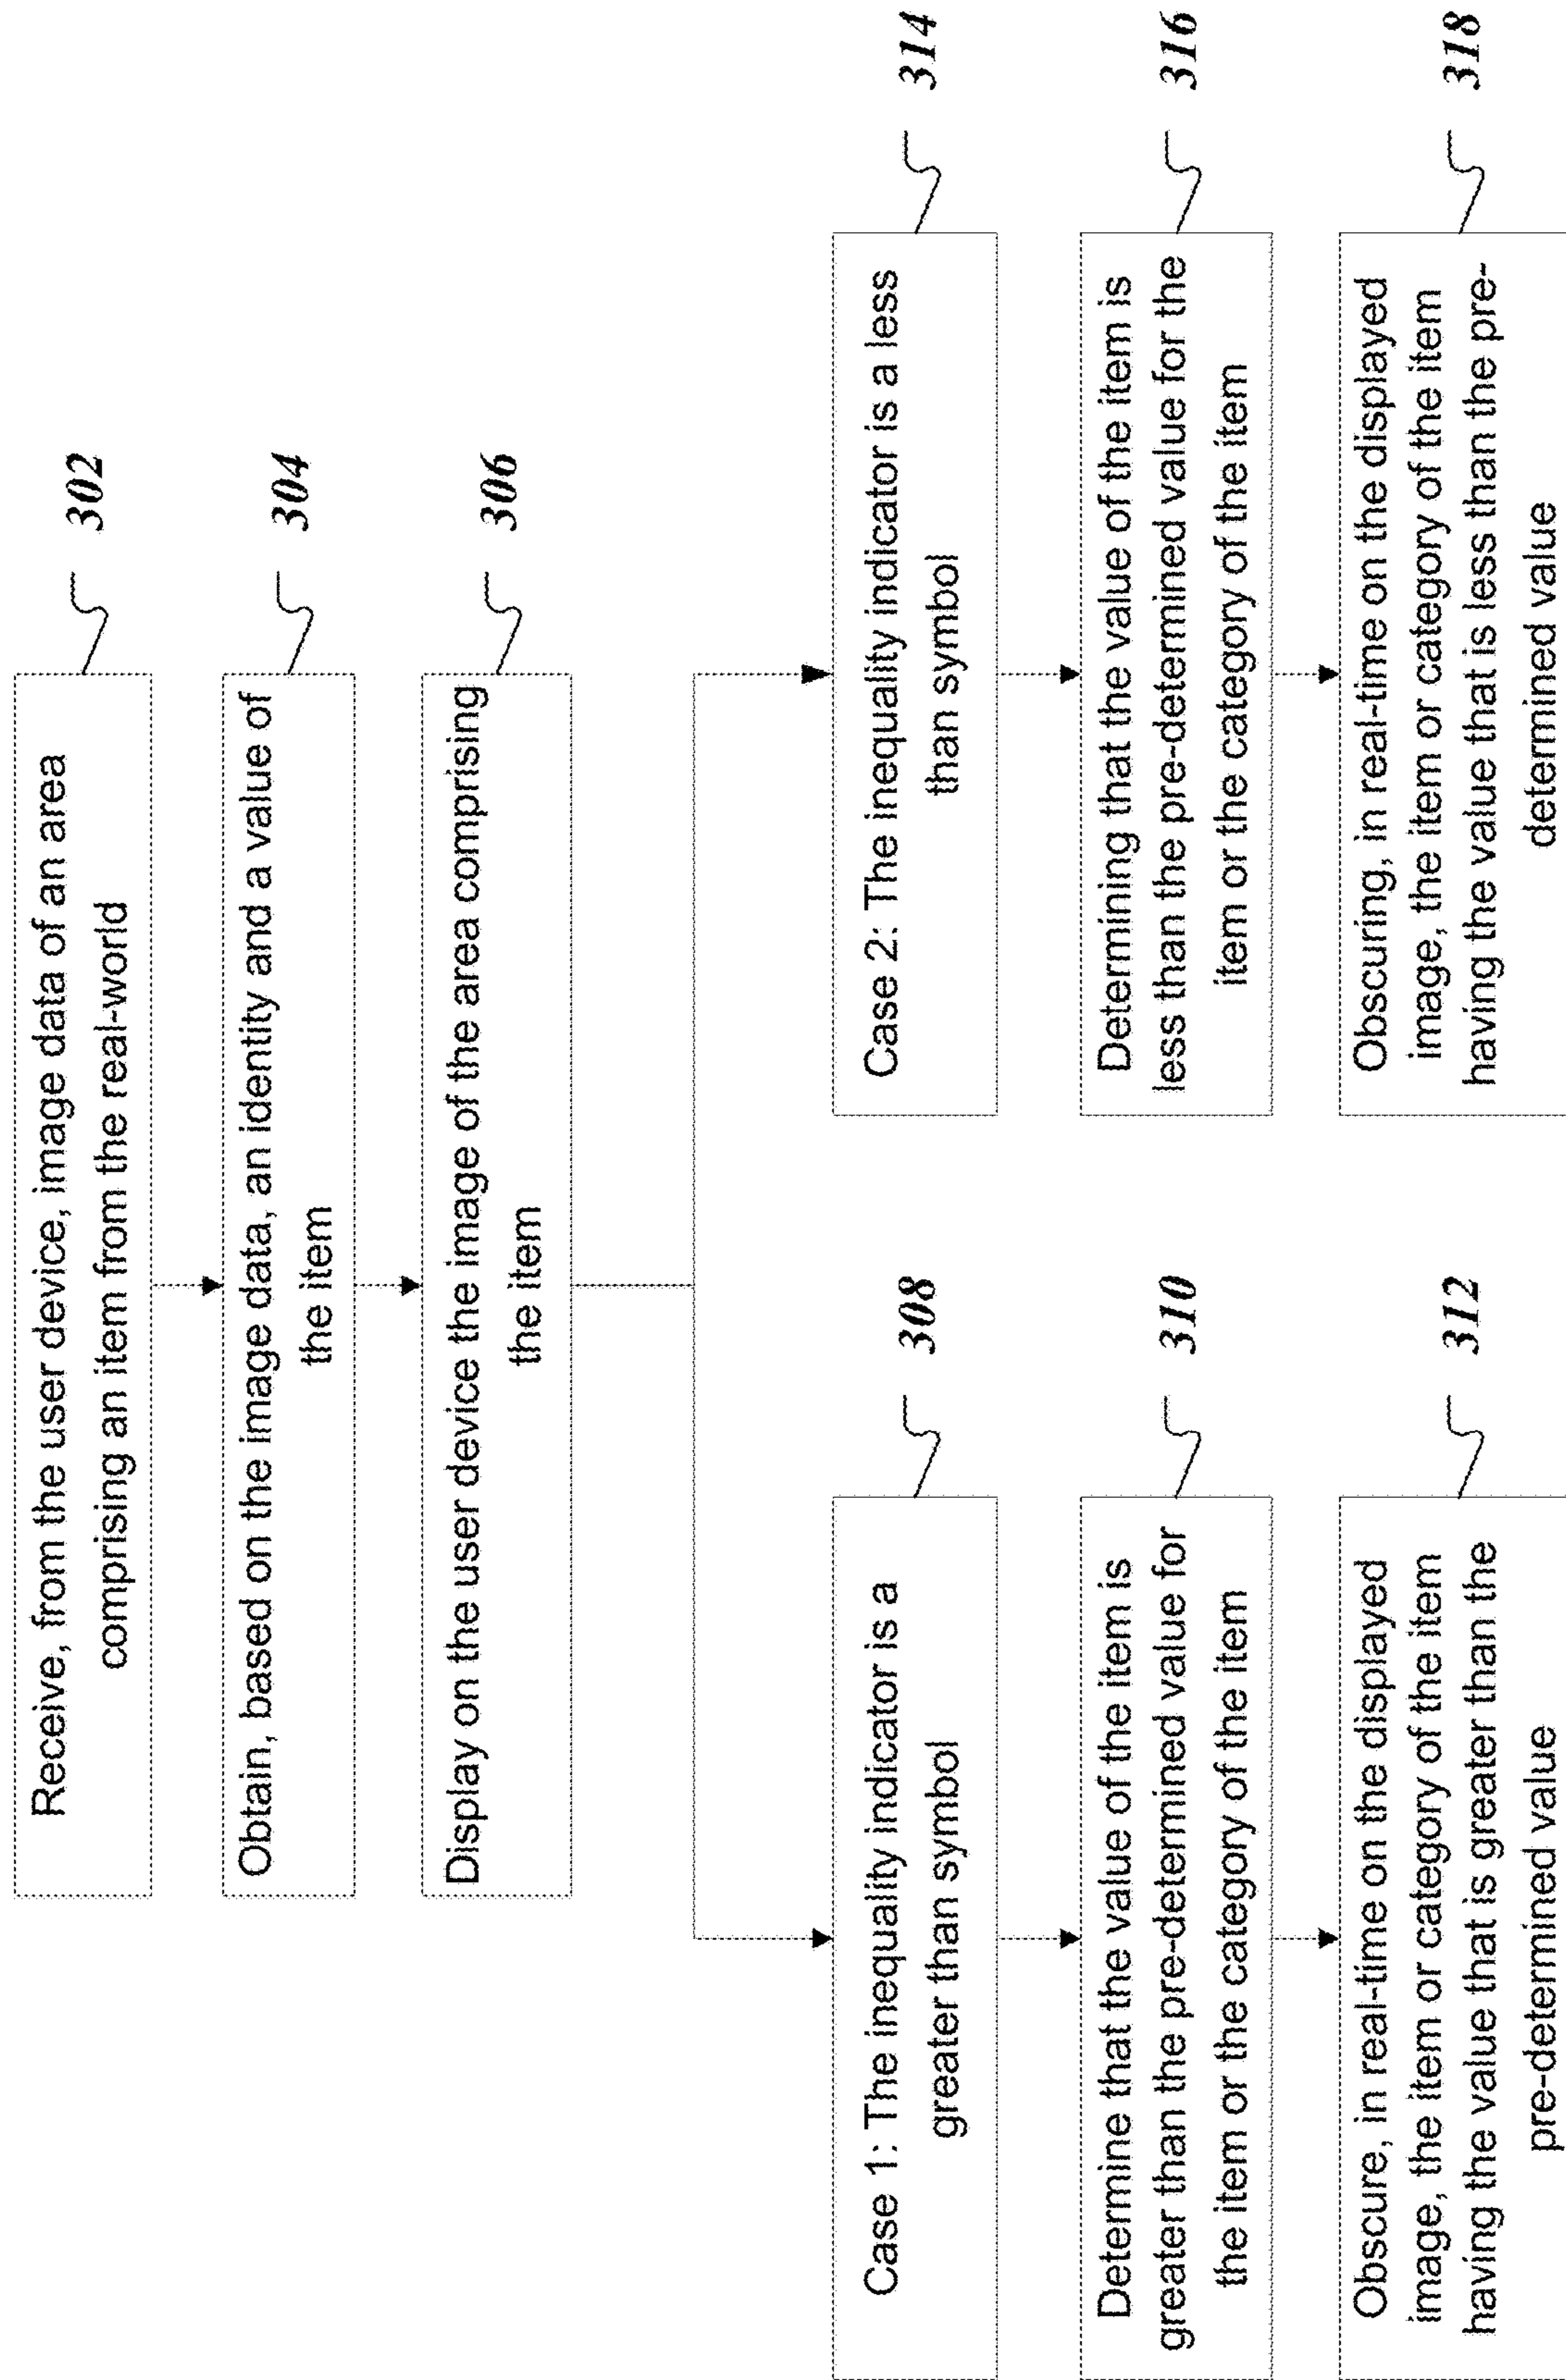 Receive, from the user device, image data of an area
comprising an item from the real-world
302
Obtain, based on the image data, an identity and a value of
the item
304
Display on the user device the image of the area comprising
the item
306
Case 1: The inequality indicator is a
greater than symbol
308
Determine that the value of the item is
greater than the pre-determined value for
the item or the category of the item
310
Obscure, in real-time on the displayed
image, the item or category of the item
having the value that is greater than the
pre-determined value
312
Case 2: The inequality indicator is a less
than symbol
314
Determining that the value of the item is
less than the pre-determined value for the
item or the category of the item
316
Obscuring, in real-time on the displayed
image, the item or category of the item
having the value that is less than the pre-
determined value
318